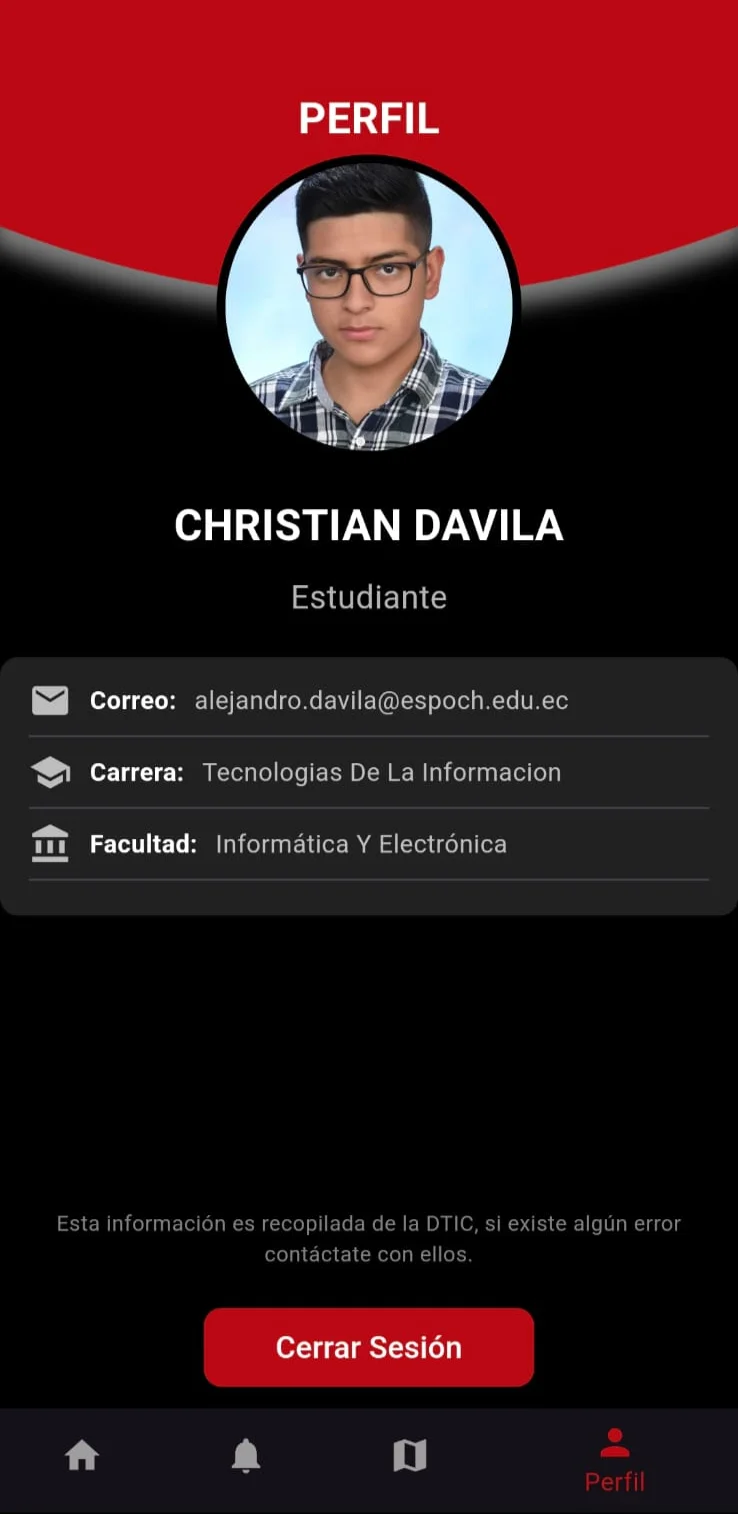 PERFIL
CHRISTIAN DAVILA
Estudiante
Correo: alejandro.davila@espoch.edu.ec
Carrera: Tecnologias De La Informacion
Facultad: Informática Y Electrónica
Esta información es recopilada de la DTIC, si existe algún error
contáctate con ellos.
Cerrar Sesión
Perfil